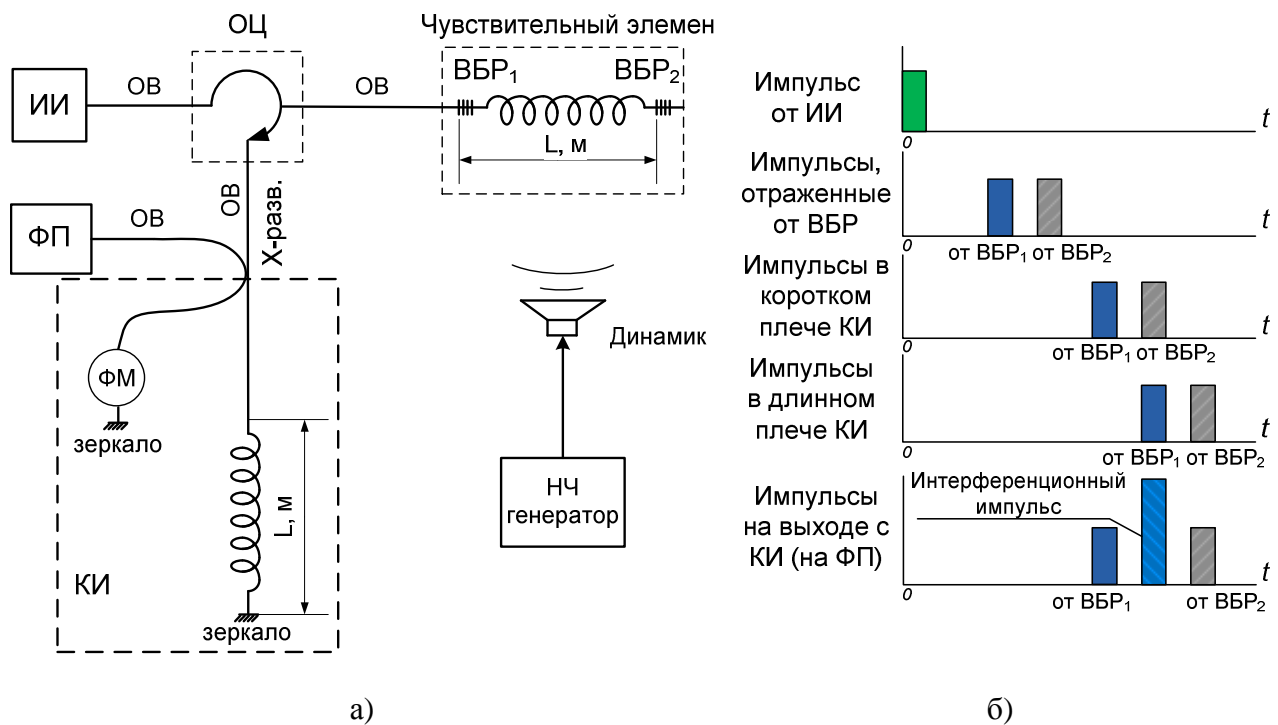 ОЦ
Чувствительный элемен
ИИ
ОВ
ОВ
ВБР₁
ВБР₂
L, м
ОВ
Х-разв.
ФП
ОВ
ФМ
зеркало
L, м
КИ
зеркало
Динамик
НЧ
генератор
а)
Импульс
от ИИ
0
t
Импульсы,
отраженные
от ВБР
0
t
от ВБР₁ от ВБР₂
Импульсы в
коротком
плече КИ
0
t
от ВБР₁ от ВБР₂
Импульсы
в длинном
плече КИ
0
t
от ВБР₁ от ВБР₂
Импульсы
на выходе с
КИ (на ФП)
Интерференционный
импульс
0
t
от ВБР₁ от ВБР₂
б)